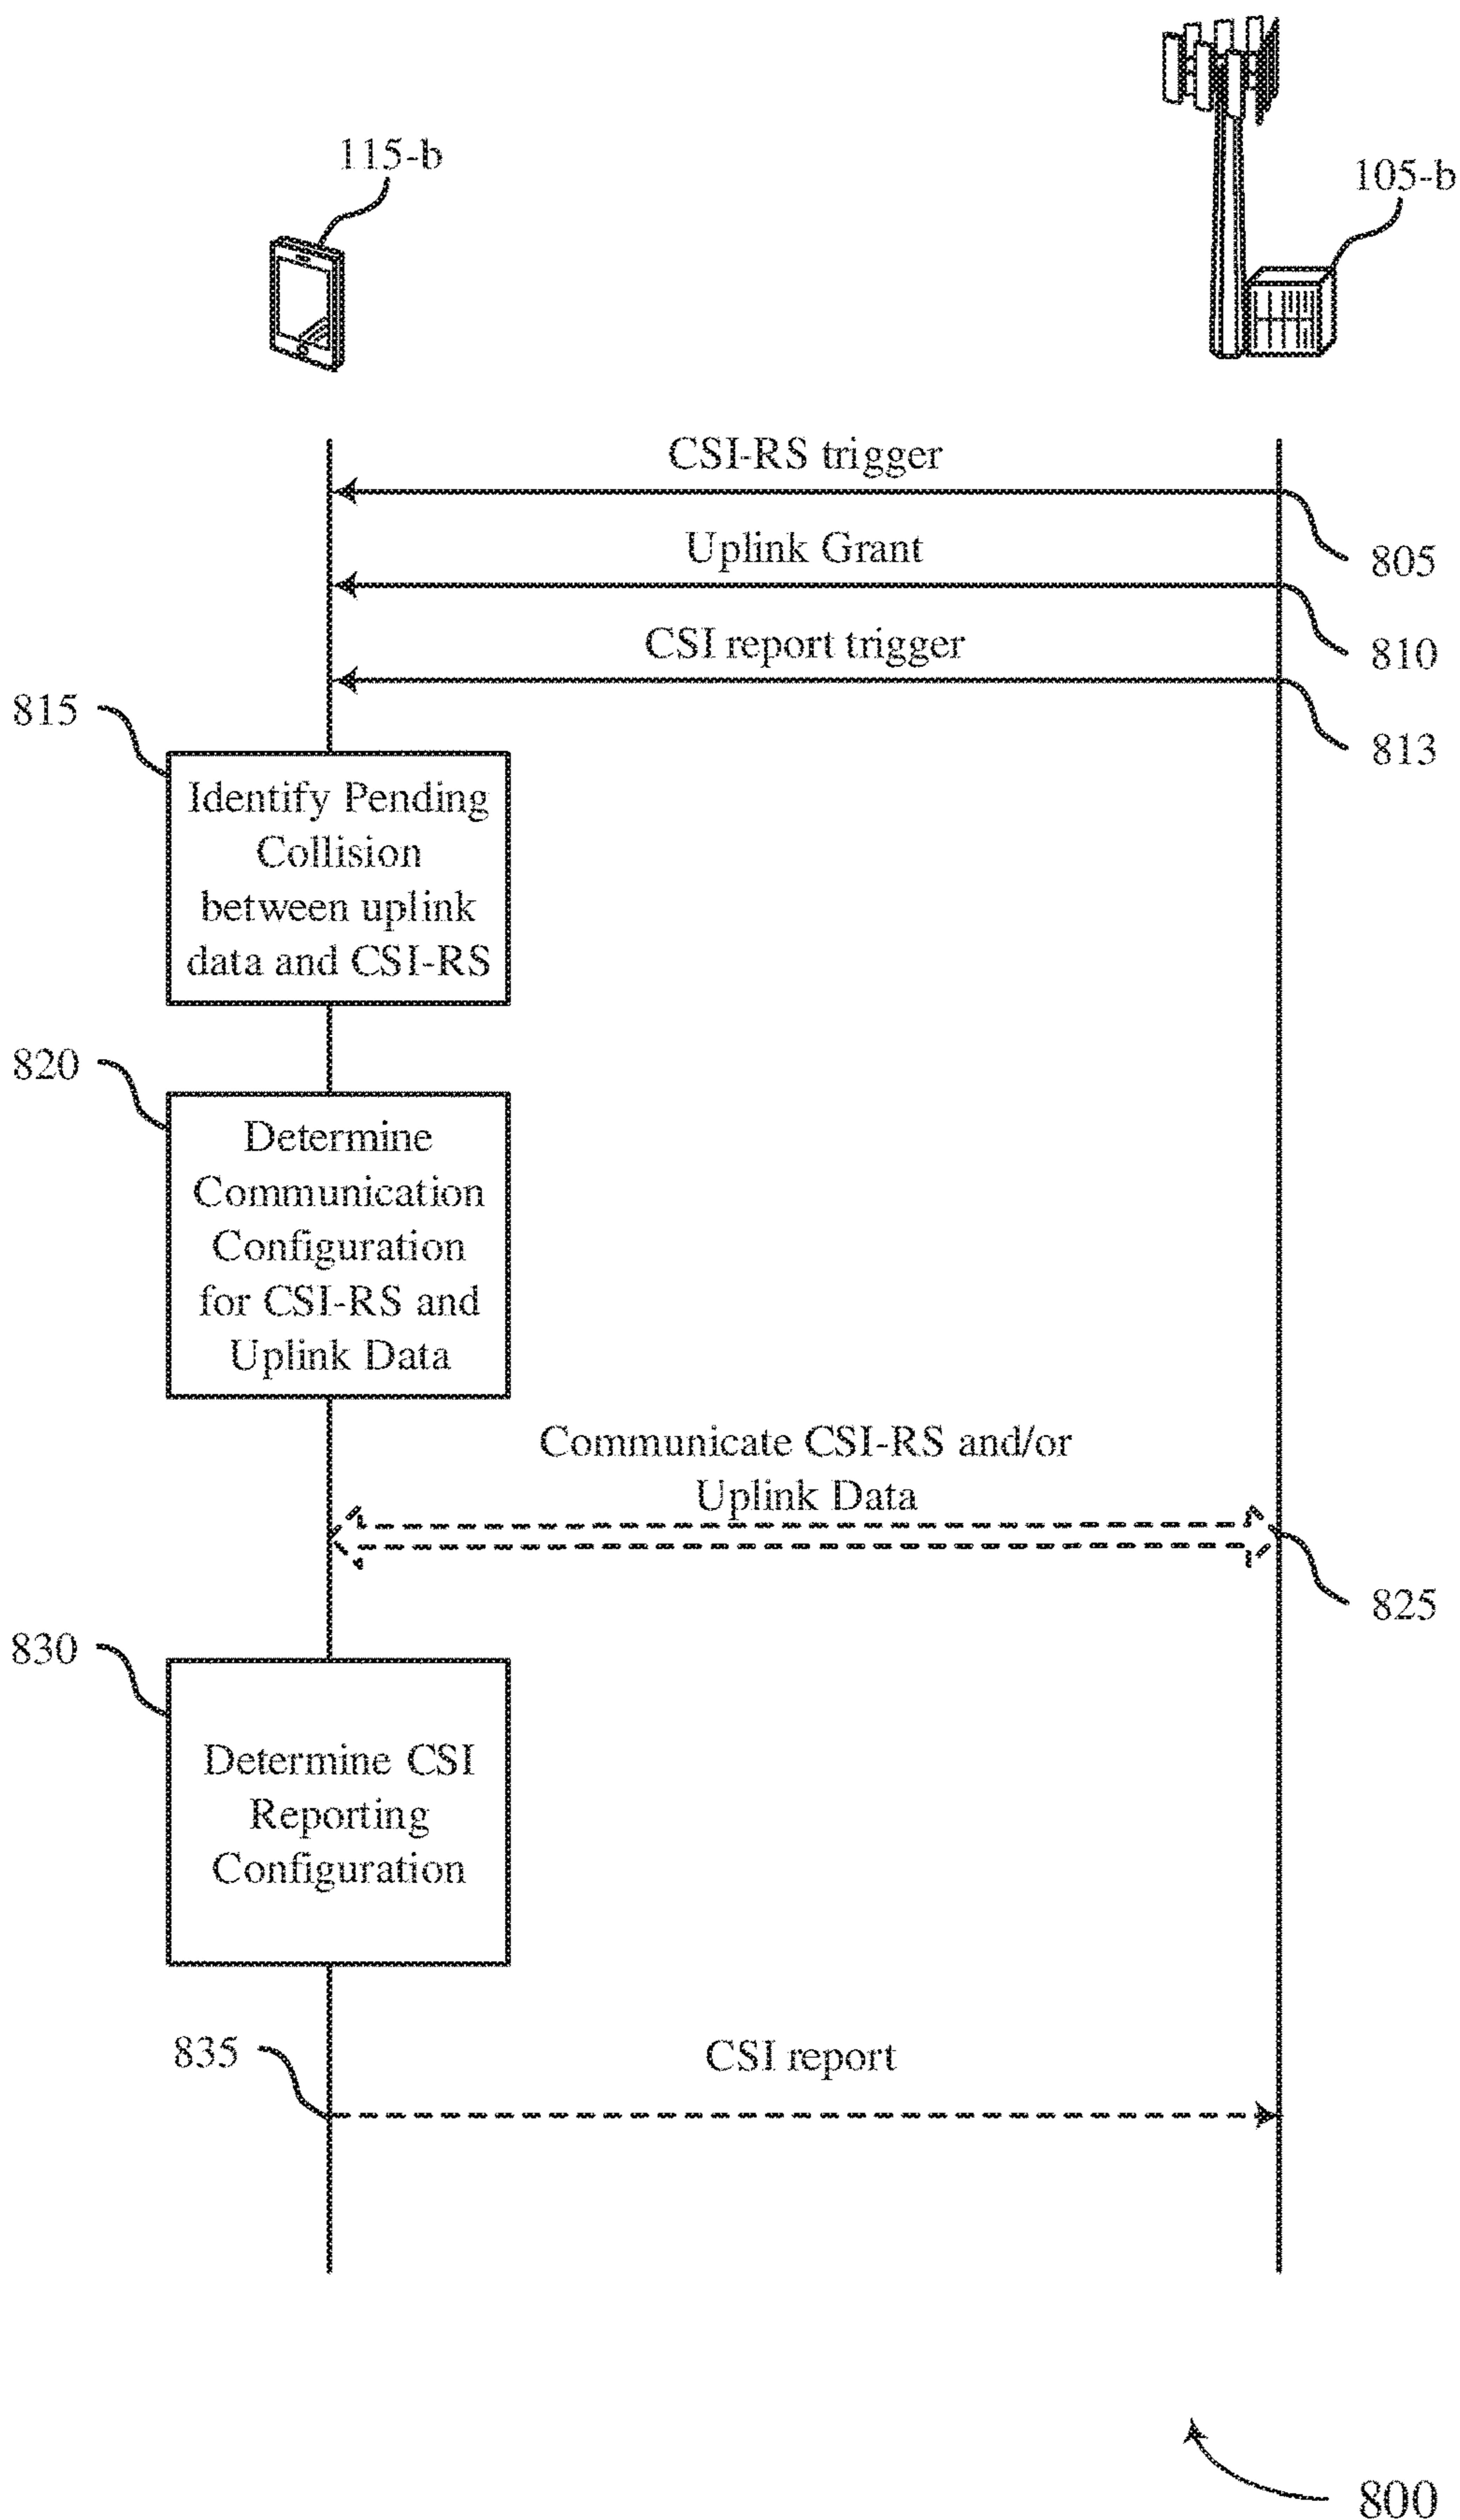 115-b
105-b
CSI-RS trigger
805
Uplink Grant
810
CSI report trigger
813
815
Identify Pending
Collision
between uplink
data and CSI-RS
820
Determine
Communication
Configuration
for CSI-RS and
Uplink Data
Communicate CSI-RS and/or
Uplink Data
825
830
Determine CSI
Reporting
Configuration
835
CSI report
800